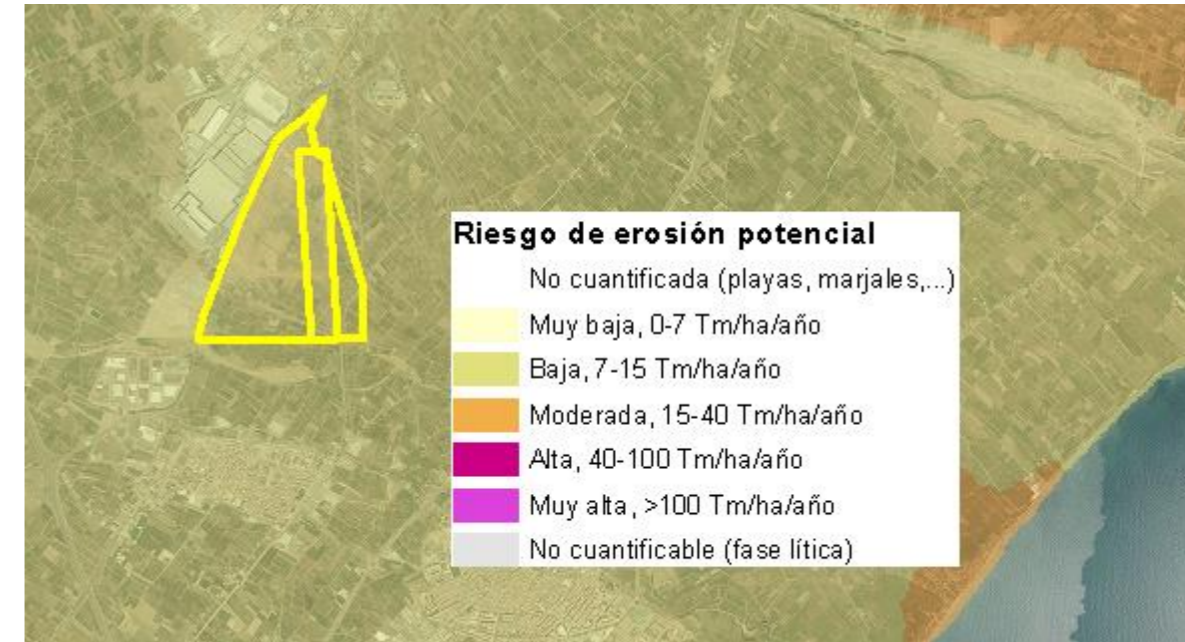 Riesgo de erosión potencial
No cuantificada (playas, marjales,...)
Muy baja, 0-7 Tm/ha/año
Baja, 7-15 Tm/ha/año
Moderada, 15-40 Tm/ha/año
Alta, 40-100 Tm/ha/año
Muy alta, >100 Tm/ha/año
No cuantificable (fase lítica)